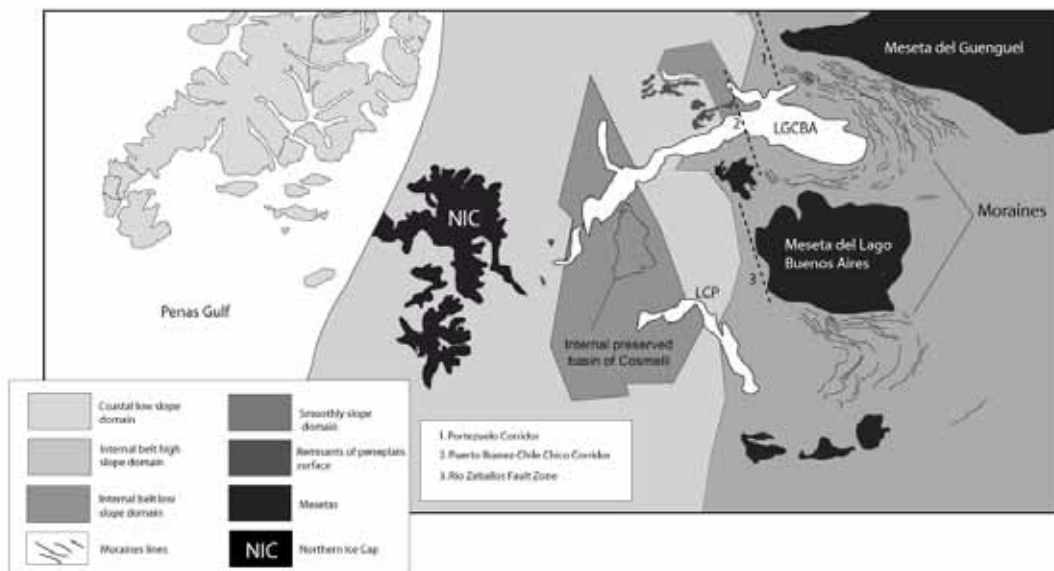 Meseta del Guenguel
1
2
LGCBA
NIC
Moraines
Meseta del Lago
Buenos Aires
3
LCP
Penas Gulf
Internal preserved
basin of Cosmelli
Coastal low slope
domain
Internal belt high
slope domain
Internal belt low
slope domain
Moraines lines
Smoothly slope
domain
Remnants of peneplain
surface
Mesetas
NIC
Northern Ice Cap
1. Portezuelo Corridor
2. Puerto Ibanez-Chile Chico Corridor
3. Rio Zeballos Fault Zone